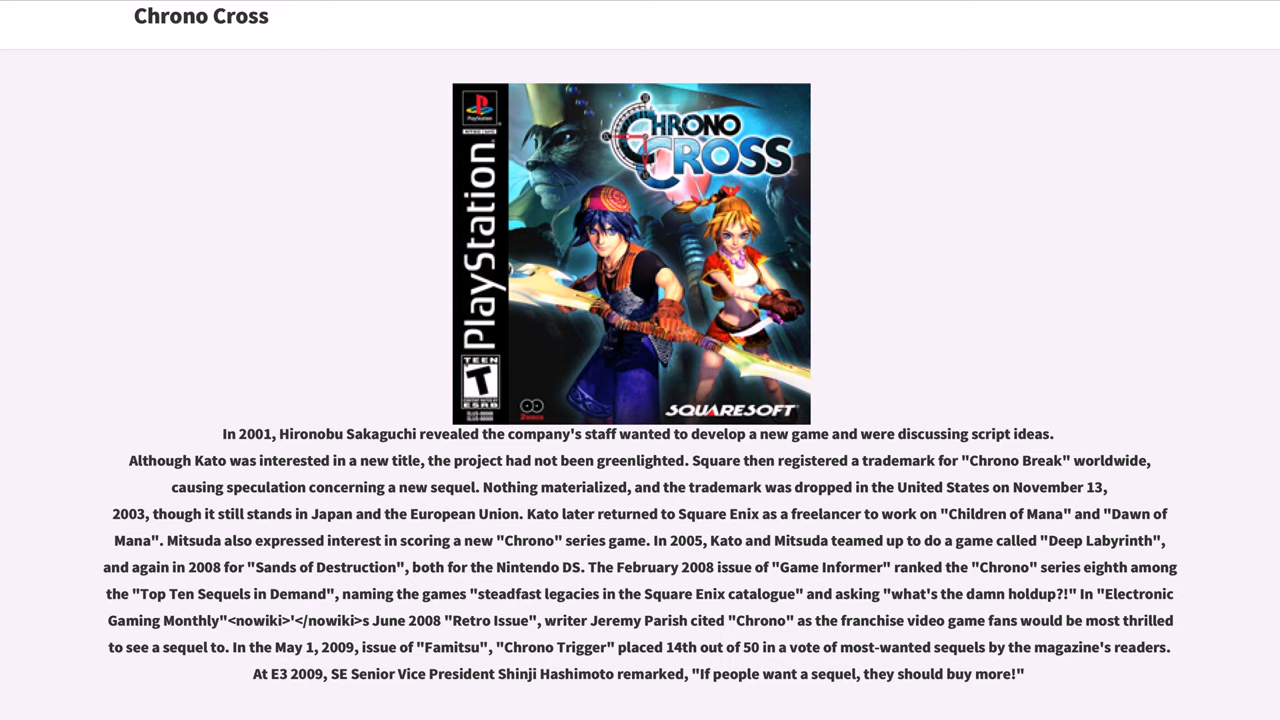 Chrono Cross
PlayStation
CHRONO
CROSS
PlayStation
TEEN
T
CONTENT RATED BY
ESRB
2 DISCS
SQUARESOFT
In 2001, Hironobu Sakaguchi revealed the company's staff wanted to develop a new game and were discussing script ideas.
Although Kato was interested in a new title, the project had not been greenlighted. Square then registered a trademark for "Chrono Break" worldwide,
causing speculation concerning a new sequel. Nothing materialized, and the trademark was dropped in the United States on November 13,
2003, though it still stands in Japan and the European Union. Kato later returned to Square Enix as a freelancer to work on "Children of Mana" and "Dawn of
Mana". Mitsuda also expressed interest in scoring a new "Chrono" series game. In 2005, Kato and Mitsuda teamed up to do a game called "Deep Labyrinth",
and again in 2008 for "Sands of Destruction", both for the Nintendo DS. The February 2008 issue of "Game Informer" ranked the "Chrono" series eighth among
the "Top Ten Sequels in Demand", naming the games "steadfast legacies in the Square Enix catalogue" and asking "what's the damn holdup?!" In "Electronic
Gaming Monthly"<nowiki>'</nowiki>s June 2008 "Retro Issue", writer Jeremy Parish cited "Chrono" as the franchise video game fans would be most thrilled
to see a sequel to. In the May 1, 2009, issue of "Famitsu", "Chrono Trigger" placed 14th out of 50 in a vote of most-wanted sequels by the magazine's readers.
At E3 2009, SE Senior Vice President Shinji Hashimoto remarked, "If people want a sequel, they should buy more!"